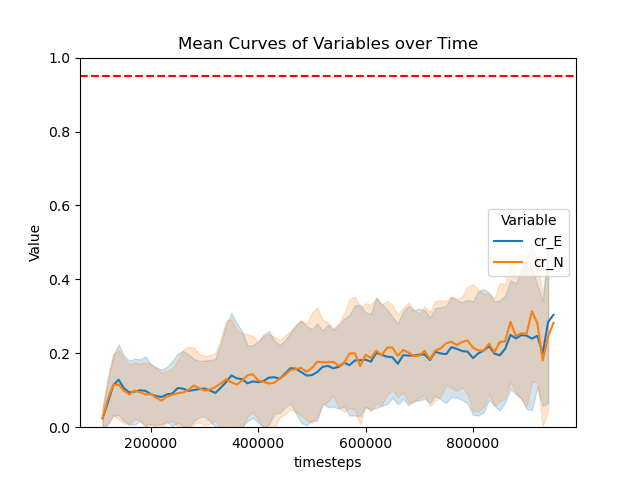 Mean Curves of Variables over Time
1.0
0.8
0.6
0.4
0.2
0.0
Value
Variable
cr_E
cr_N
200000
400000
600000
800000
timesteps